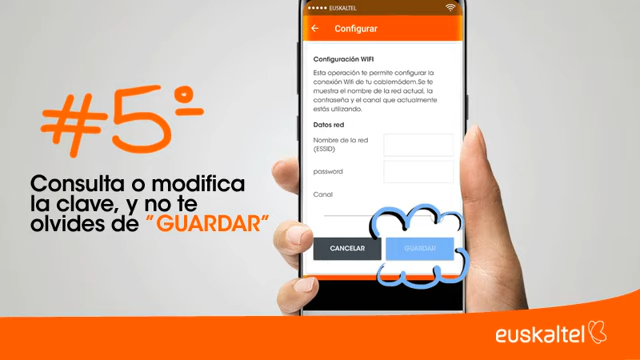 EUSKALTEL
Configurar
Configuración WIFI
Esta operación te permite configurar la
conexión Wifi de tu cablemódem.Se te
muestra el nombre de la red actual, la
contraseña y el canal que actualmente
estás utilizando.
Datos red
Nombre de la red
(ESSID)
password
Canal
CANCELAR
GUARDAR
#5º
Consulta o modifica
la clave, y no te
olvides de “GUARDAR”
euskaltel